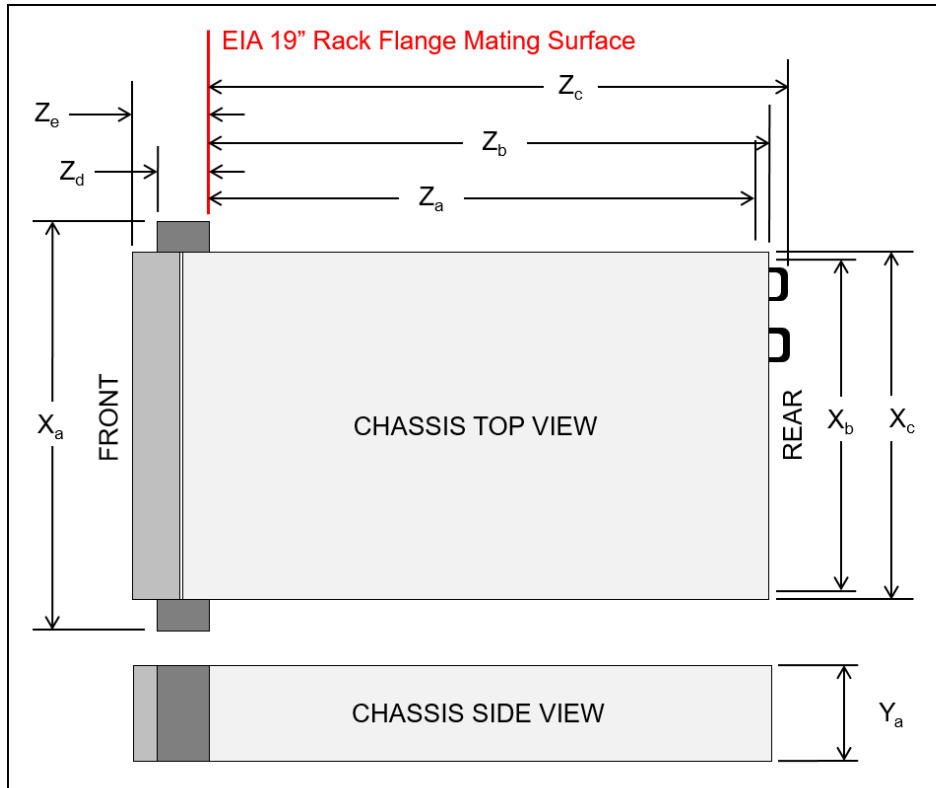 EIA 19” Rack Flange Mating Surface
Zc
Ze
Zb
Zd
Za
Xa
FRONT
CHASSIS TOP VIEW
REAR
Xb
Xc
CHASSIS SIDE VIEW
Ya